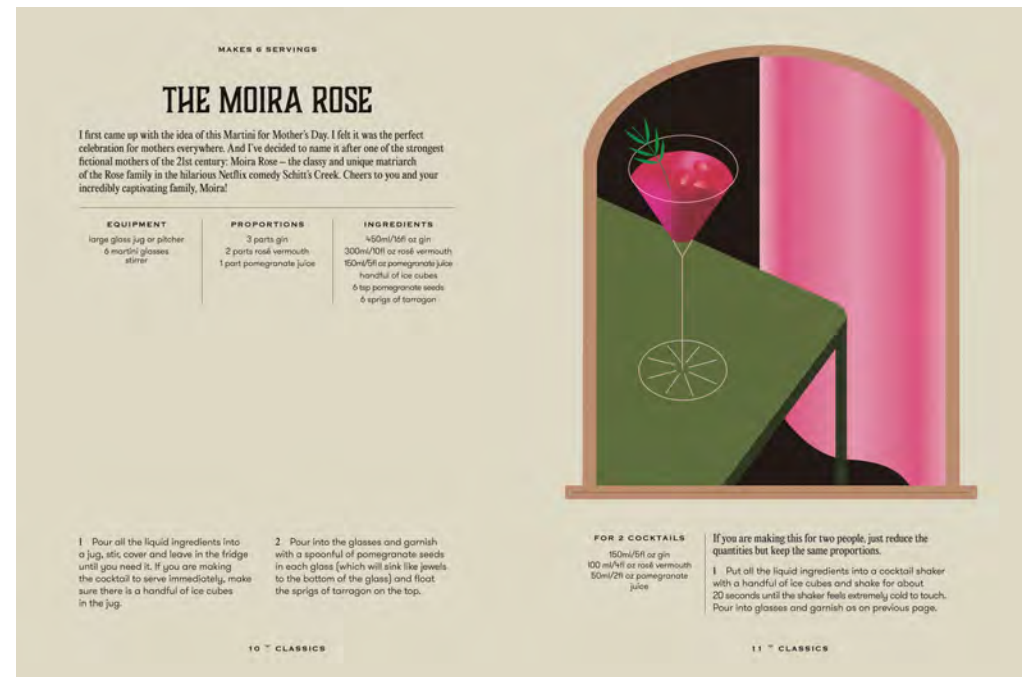 MAKES 6 SERVINGS
THE MOIRA ROSE
I first came up with the idea of this Martini for Mother's Day. I felt it was the perfect
celebration for mothers everywhere. And I've decided to name it after one of the strongest
fictional mothers of the 21st century: Moira Rose – the classy and unique matriarch
of the Rose family in the hilarious Netflix comedy Schitt's Creek. Cheers to you and your
incredibly captivating family, Moira!
EQUIPMENT
large glass jug or pitcher
6 martini glasses
stirrer
PROPORTIONS
3 parts gin
2 parts rosé vermouth
1 part pomegranate juice
INGREDIENTS
450ml/16fl oz gin
300ml/10fl oz rosé vermouth
150ml/5fl oz pomegranate juice
handful of ice cubes
6 tsp pomegranate seeds
6 sprigs of tarragon
1 Pour all the liquid ingredients into
a jug, stir, cover and leave in the fridge
until you need it. If you are making
the cocktail to serve immediately, make
sure there is a handful of ice cubes
in the jug.
2 Pour into the glasses and garnish
with a spoonful of pomegranate seeds
in each glass (which will sink like jewels
to the bottom of the glass) and float
the sprigs of tarragon on the top.
10 ~ CLASSICS
FOR 2 COCKTAILS
150ml/5fl oz gin
100 ml/4fl oz rosé vermouth
50ml/2fl oz pomegranate
juice
If you are making this for two people, just reduce the
quantities but keep the same proportions.
1 Put all the liquid ingredients into a cocktail shaker
with a handful of ice cubes and shake for about
20 seconds until the shaker feels extremely cold to touch.
Pour into glasses and garnish as on previous page.
11 ~ CLASSICS